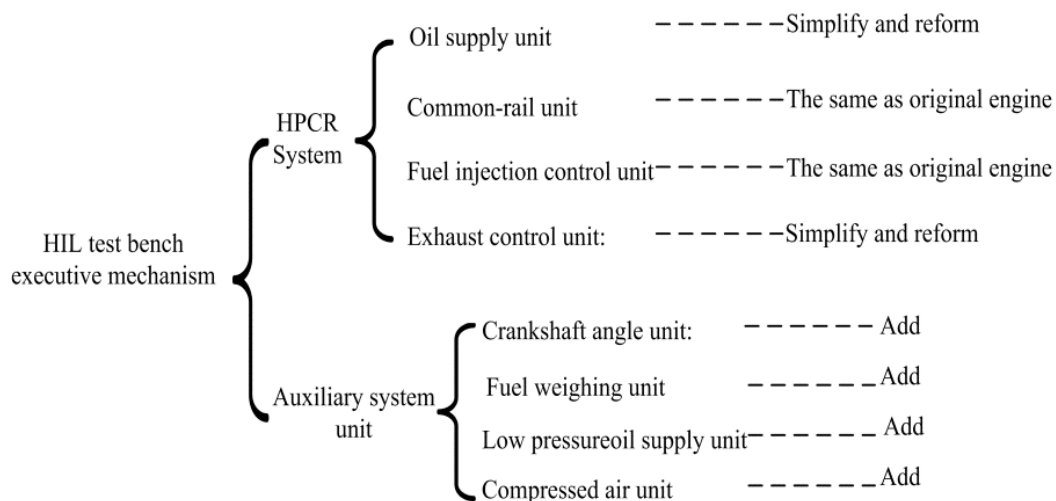 Oil supply unit
Simplify and reform
Common-rail unit
The same as original engine
HPCR
System
Fuel injection control unit
The same as original engine
Exhaust control unit:
Simplify and reform
HIL test bench
executive mechanism
Crankshaft angle unit:
Add
Fuel weighing unit
Add
Auxiliary system
unit
Low pressureoil supply unit
Add
Compressed air unit
Add